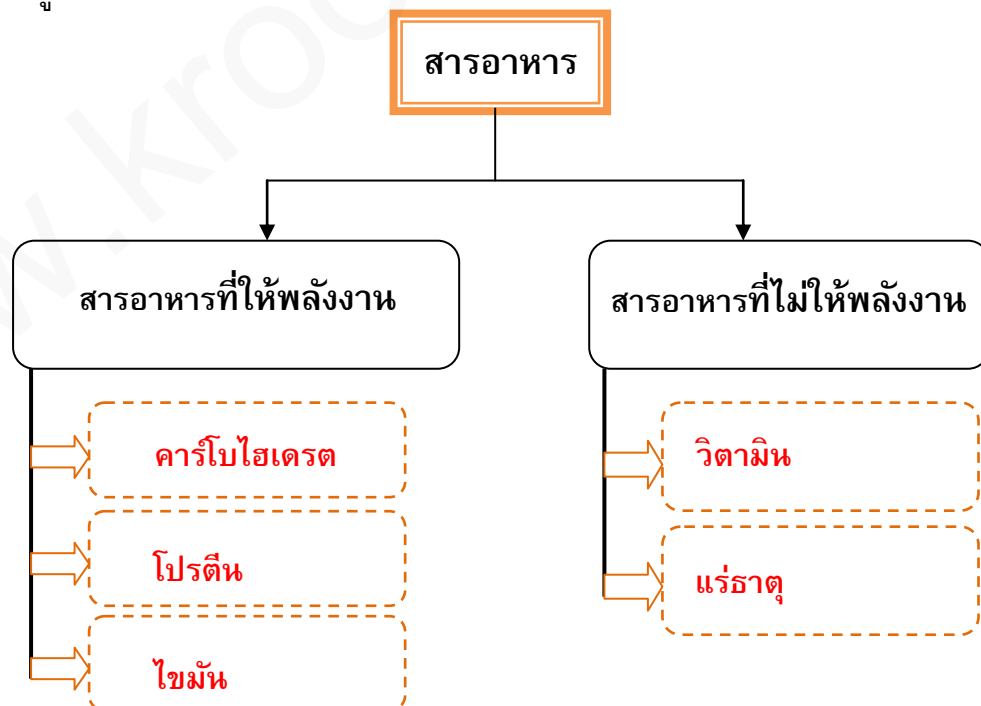 สารอาหาร
สารอาหารที่ให้พลังงาน
สารอาหารที่ไม่ให้พลังงาน
คาร์โบไฮเดรต
โปรตีน
ไขมัน
วิตามิน
แร่ธาตุ